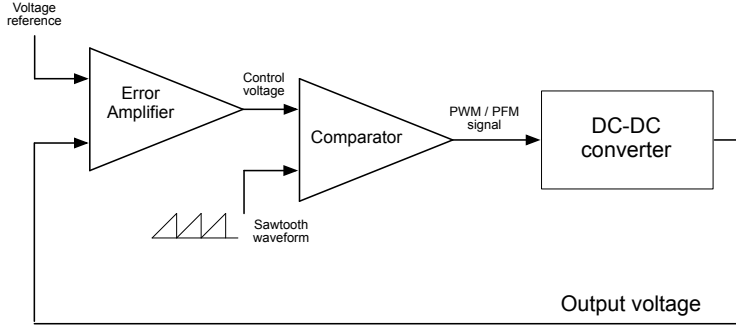 Voltage
reference
Error
Amplifier
Control
voltage
Comparator
Sawtooth
waveform
PWM / PFM
signal
DC-DC
converter
Output voltage